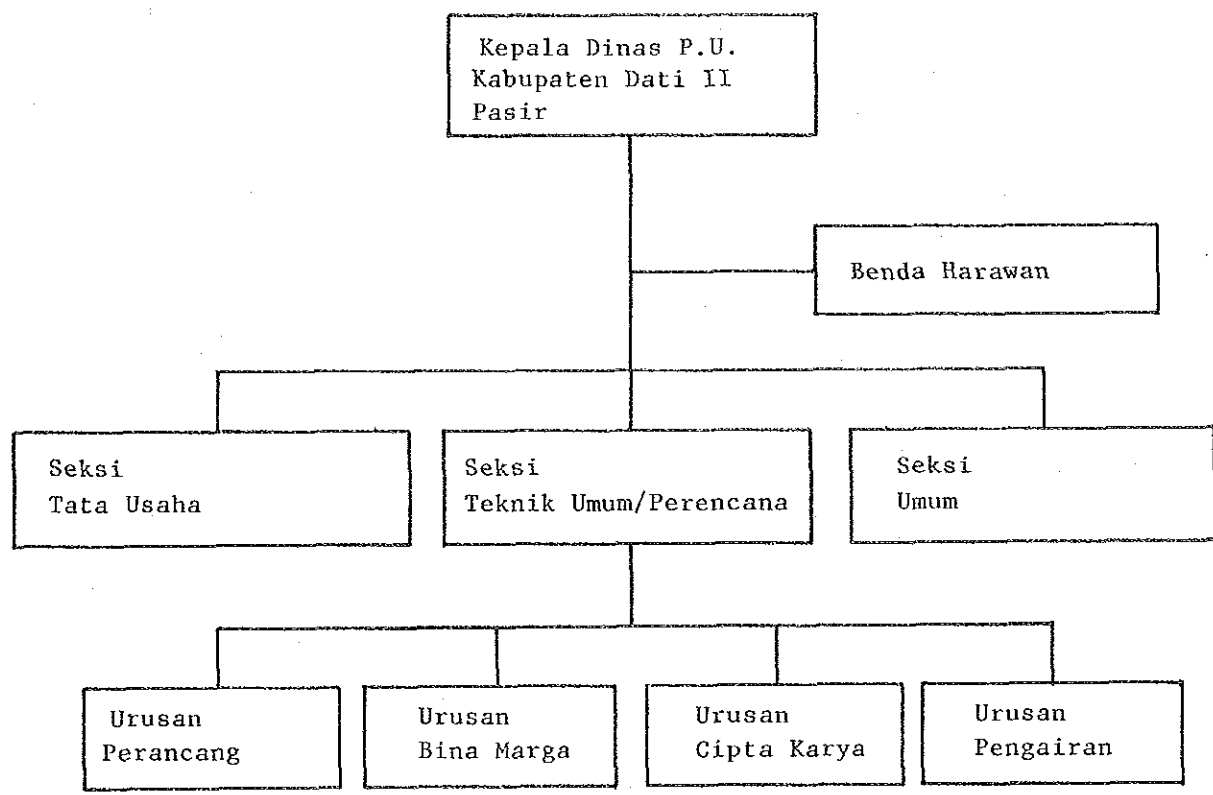 Kepala Dinas P.U.
Kabupaten Dati II
Pasir
Benda Harawan
Seksi
Tata Usaha
Seksi
Teknik Umum/Perencana
Seksi
Umum
Urusan
Perancang
Urusan
Bina Marga
Urusan
Cipta Karya
Urusan
Pengairan